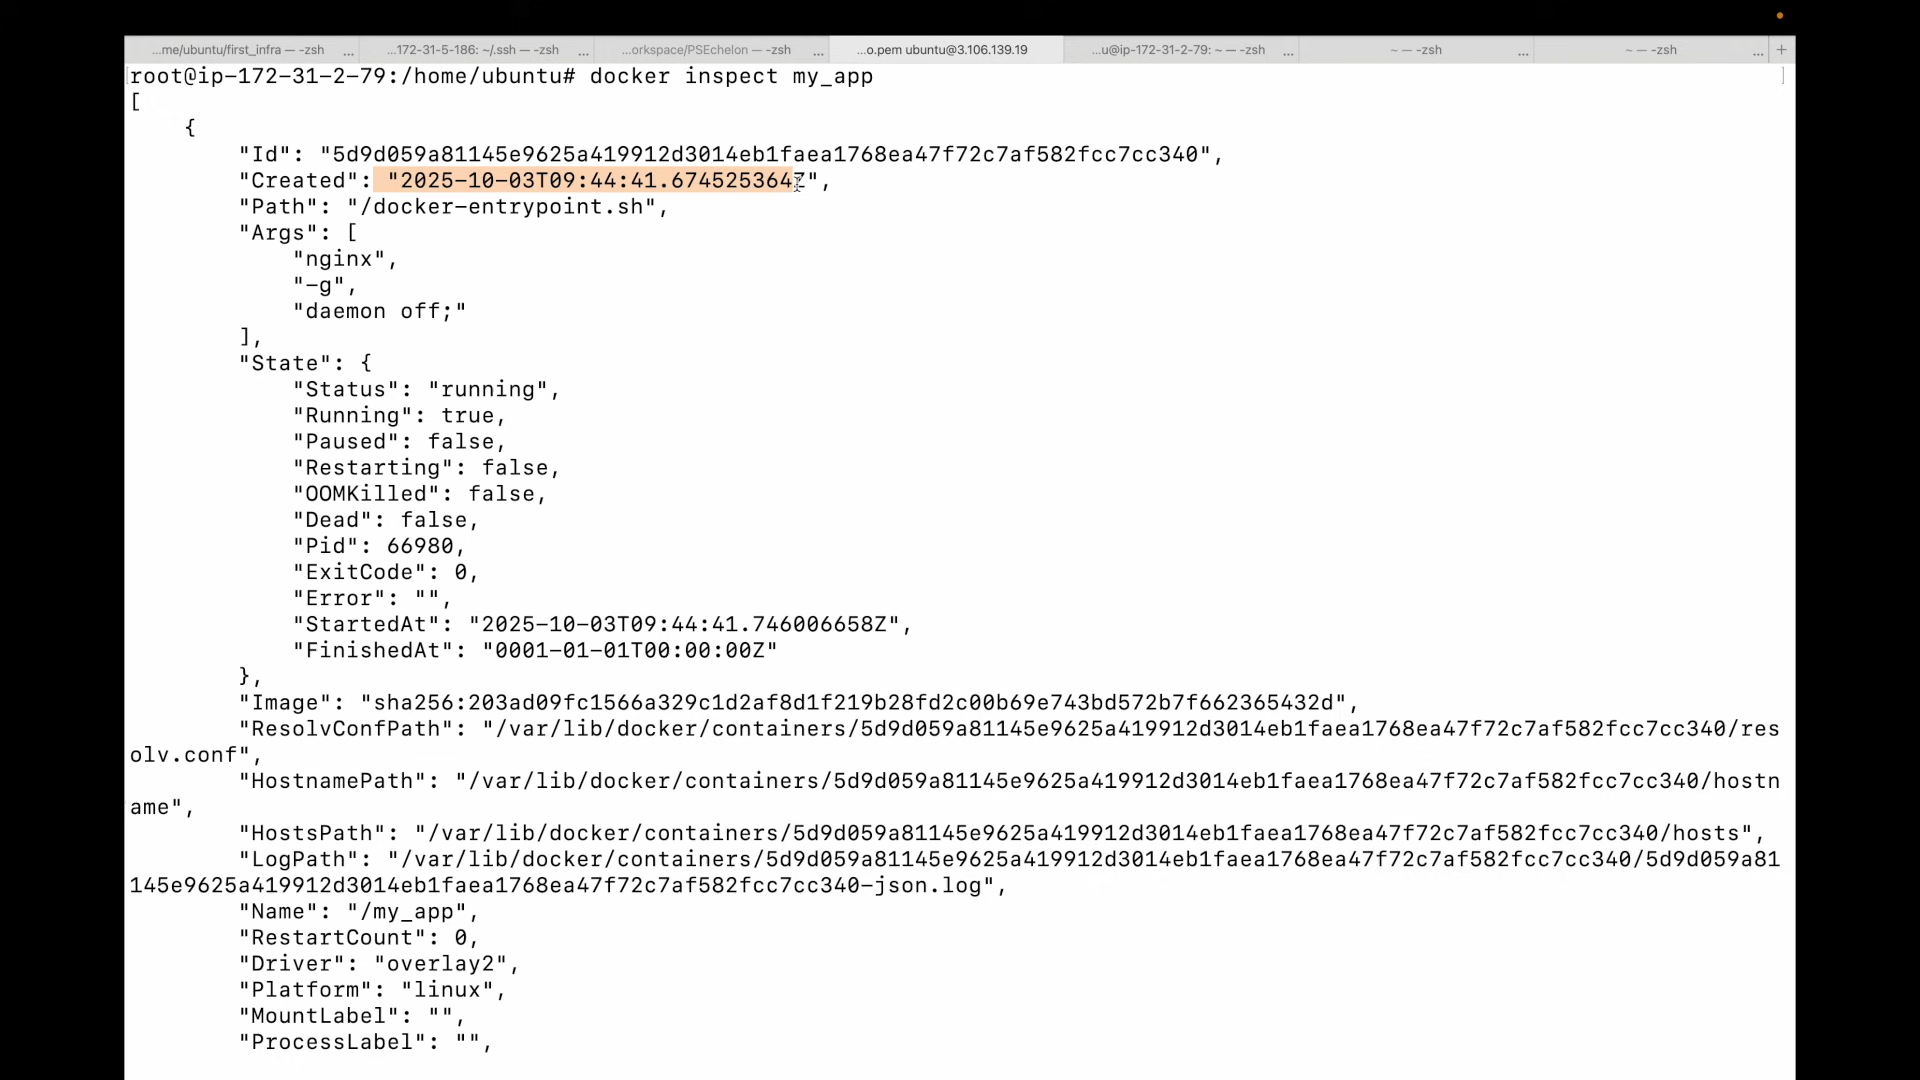 ...me/ubuntu/first_infra — -zsh ... ...172-31-5-186: ~/.ssh — -zsh ... ...orkspace/PSEchelon — -zsh ... ...o.pem ubuntu@3.106.139.19 ...u@ip-172-31-2-79: ~ — -zsh ... ~ — -zsh ... ~ — -zsh ... +
root@ip-172-31-2-79:/home/ubuntu# docker inspect my_app
[
    {
        "Id": "5d9d059a81145e9625a419912d3014eb1faea1768ea47f72c7af582fcc7cc340",
        "Created": "2025-10-03T09:44:41.674525364Z",
        "Path": "/docker-entrypoint.sh",
        "Args": [
            "nginx",
            "-g",
            "daemon off;"
        ],
        "State": {
            "Status": "running",
            "Running": true,
            "Paused": false,
            "Restarting": false,
            "OOMKilled": false,
            "Dead": false,
            "Pid": 66980,
            "ExitCode": 0,
            "Error": "",
            "StartedAt": "2025-10-03T09:44:41.746006658Z",
            "FinishedAt": "0001-01-01T00:00:00Z"
        },
        "Image": "sha256:203ad09fc1566a329c1d2af8d1f219b28fd2c00b69e743bd572b7f662365432d",
        "ResolvConfPath": "/var/lib/docker/containers/5d9d059a81145e9625a419912d3014eb1faea1768ea47f72c7af582fcc7cc340/res
olv.conf",
        "HostnamePath": "/var/lib/docker/containers/5d9d059a81145e9625a419912d3014eb1faea1768ea47f72c7af582fcc7cc340/hostn
ame",
        "HostsPath": "/var/lib/docker/containers/5d9d059a81145e9625a419912d3014eb1faea1768ea47f72c7af582fcc7cc340/hosts",
        "LogPath": "/var/lib/docker/containers/5d9d059a81145e9625a419912d3014eb1faea1768ea47f72c7af582fcc7cc340/5d9d059a81
145e9625a419912d3014eb1faea1768ea47f72c7af582fcc7cc340-json.log",
        "Name": "/my_app",
        "RestartCount": 0,
        "Driver": "overlay2",
        "Platform": "linux",
        "MountLabel": "",
        "ProcessLabel": "",